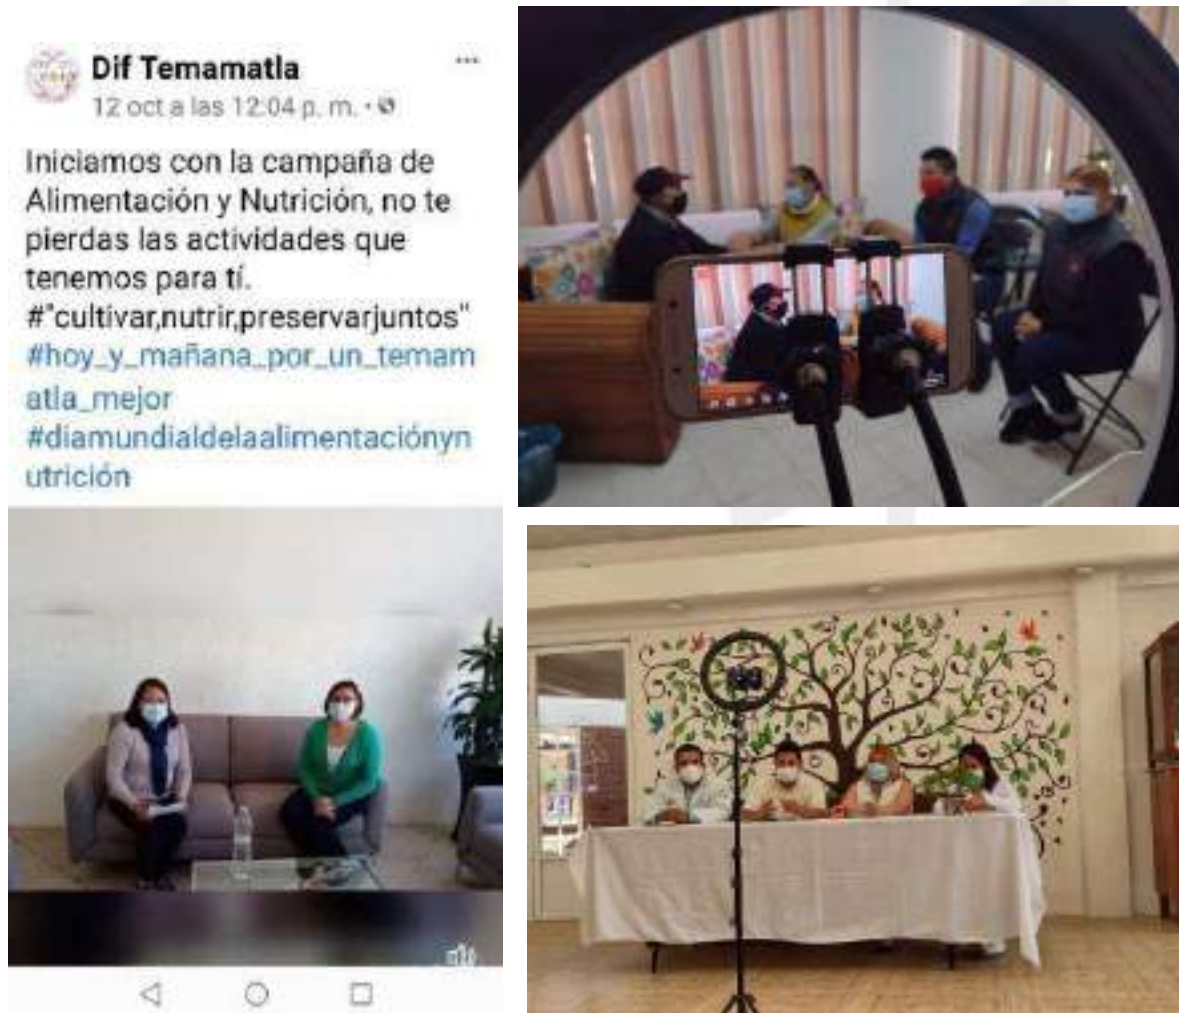 Dif Temamatla
12 oct a las 12:04 p. m. ·
Iniciamos con la campaña de
Alimentación y Nutrición, no te
pierdas las actividades que
tenemos para tí.
#"cultivar,nutrir,preservarjuntos"
#hoy_y_mañana_por_un_temam
atla_mejor
#diamundialdelaalimentaciónyn
utrición